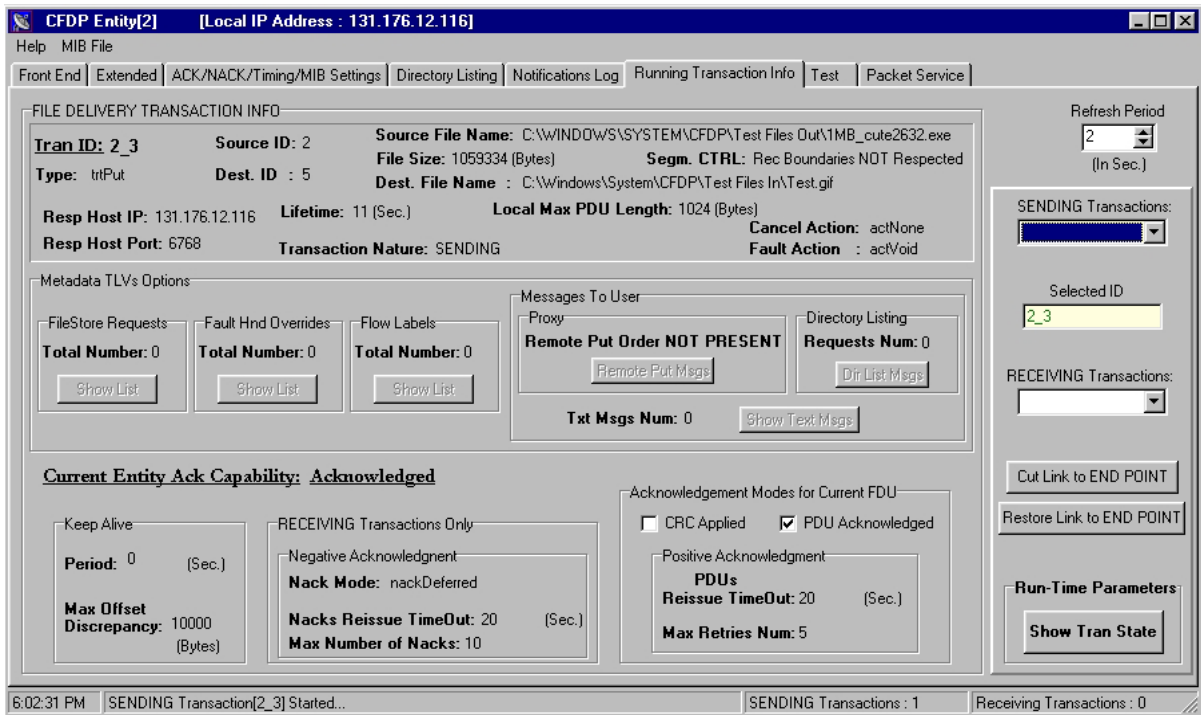 CFDP Entity[2] [Local IP Address : 131.176.12.116]
Help MIB File
Front End Extended ACK/NACK/Timing/MIB Settings Directory Listing Notifications Log Running Transaction Info Test Packet Service
FILE DELIVERY TRANSACTION INFO
Tran ID: 2_3 Source ID: 2 Source File Name: C:\WINDOWS\SYSTEM\CFDP\Test Files Out\1MB_cute2632.exe
File Size: 1059334 (Bytes) Segm. CTRL: Rec Boundaries NOT Respected
Type: trtPut Dest. ID : 5 Dest. File Name : C:\Windows\System\CFDP\Test Files In\Test.gif
Resp Host IP: 131.176.12.116 Lifetime: 11 (Sec.) Local Max PDU Length: 1024 (Bytes)
Cancel Action: actNone
Resp Host Port: 6768 Transaction Nature: SENDING Fault Action : actVoid
Metadata TLVs Options
FileStore Requests
Total Number: 0
Show List
Fault Hnd Overrides
Total Number: 0
Show List
Flow Labels
Total Number: 0
Show List
Messages To User
Proxy
Remote Put Order NOT PRESENT
Remote Put Msgs
Directory Listing
Requests Num: 0
Dir List Msgs
Txt Msgs Num: 0 Show Text Msgs
Current Entity Ack Capability: Acknowledged
Keep Alive
Period: 0 (Sec.)
Max Offset
Discrepancy: 10000
(Bytes)
RECEIVING Transactions Only
Negative Acknowledgnent
Nack Mode: nackDeferred
Nacks Reissue TimeOut: 20 (Sec.)
Max Number of Nacks: 10
Acknowledgement Modes for Current FDU
CRC Applied PDU Acknowledged
Positive Acknowledgment
PDUs
Reissue TimeOut: 20 (Sec.)
Max Retries Num: 5
Refresh Period
2
(In Sec.)
SENDING Transactions:
Selected ID
2_3
RECEIVING Transactions:
Cut Link to END POINT
Restore Link to END POINT
Run-Time Parameters
Show Tran State
6:02:31 PM SENDING Transaction[2_3] Started... SENDING Transactions : 1 Receiving Transactions : 0